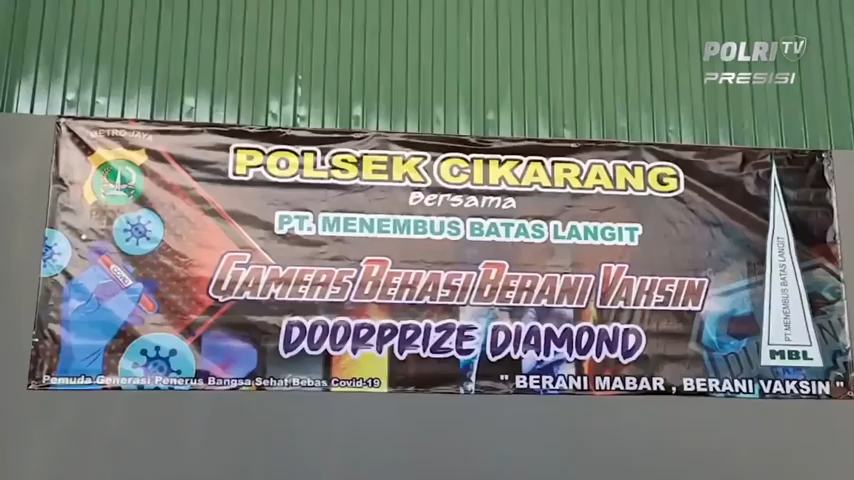 POLRI TV
PRESISI
METRO JAYA
POLSEK CIKARANG
Bersama
PT. MENEMBUS BATAS LANGIT
GAMERS BEKASI BERANI VAKSIN
DOORPRIZE DIAMOND
Pemuda Generasi Penerus Bangsa Sehat Bebas Covid-19
" BERANI MABAR , BERANI VAKSIN "
COVID
PT.MENEMBUS BATAS LANGIT
MBL